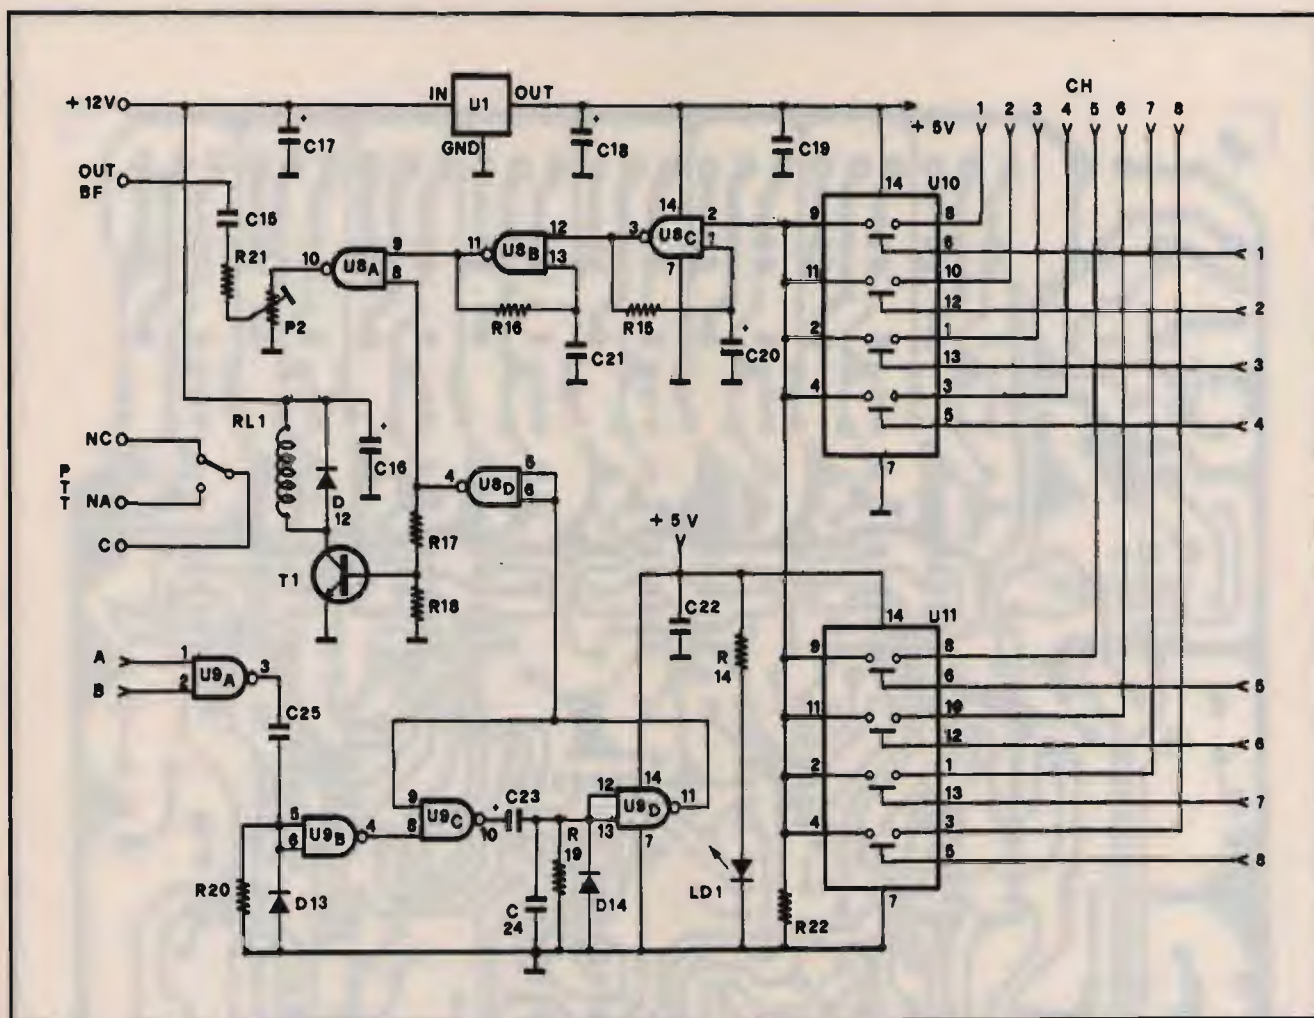 CH
1 2 3 4 5 6 7 8
+ 12V
IN U1 OUT
GND
+ 5V
C17
C18
C19
OUT
BF
C15
R21
P2
10 U8A 9
8
11 U8B 12
13
R16
C21
14
3 U8C 2
1
7
R15
C20
14 U10
9 8
6 1
11 10
12 2
2 1
13 3
4 3
5 4
7
RL1
D
12
C16
NC
PTT
NA
C
T1
4 U8D 5
6
R17
R18
+ 5 V
C22
R
14
LD1
14 U11
9 8
6 5
11 10
12 6
2 1
13 7
4 3
5 8
7
R22
A 1
B 2
U9A 3
C25
5
6
U9B 4
R20
D13
9
8
U9C
10
C23
C
24
R
19
D14
12
13
14
U9D 11
7